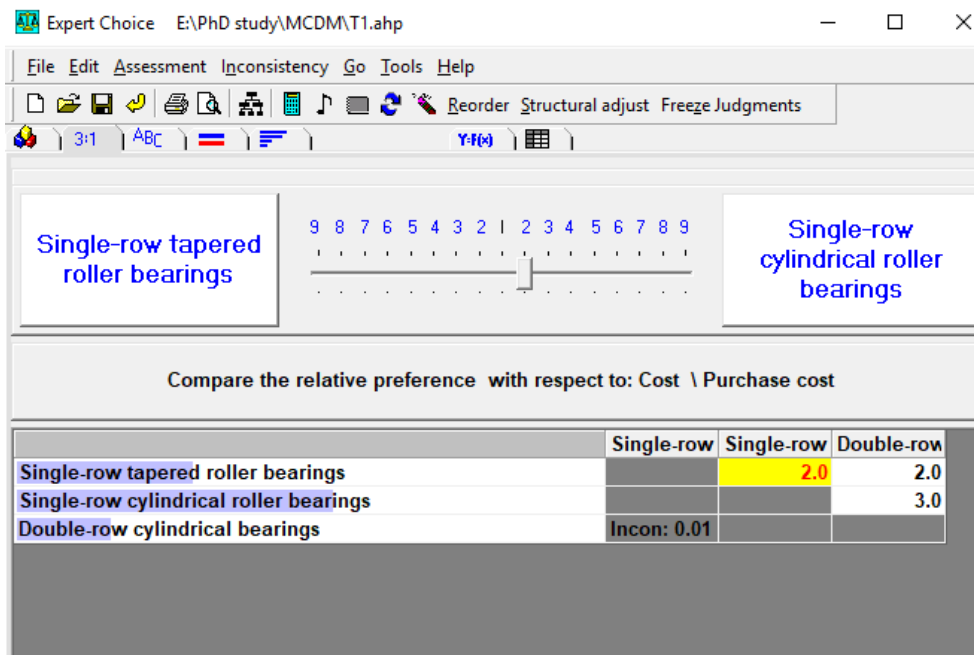 Expert Choice E:\PhD study\MCDM\T1.ahp
File Edit Assessment Inconsistency Go Tools Help
Reorder Structural adjust Freeze Judgments
3:1 ABC Y=F(x)
9 8 7 6 5 4 3 2 1 2 3 4 5 6 7 8 9
Single-row tapered
roller bearings
Single-row
cylindrical roller
bearings
Compare the relative preference with respect to: Cost \ Purchase cost
Single-row Single-row Double-row
Single-row tapered roller bearings 2.0 2.0
Single-row cylindrical roller bearings 3.0
Double-row cylindrical bearings Incon: 0.01